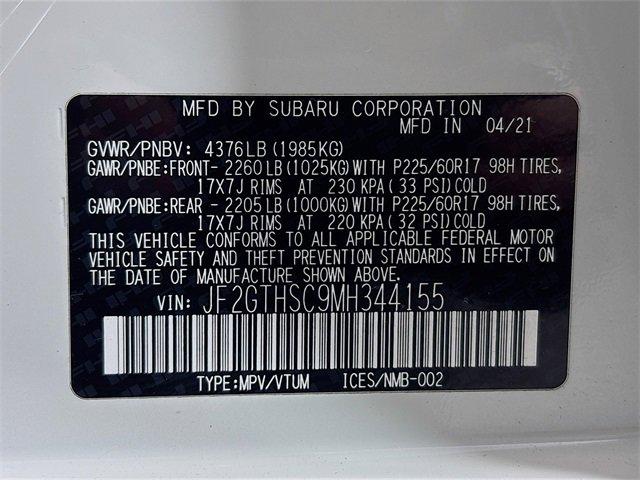 MFD BY SUBARU CORPORATION
MFD IN 04/21
GVWR/PNBV: 4376LB (1985KG)
GAWR/PNBE:FRONT- 2260LB (1025KG) WITH P225/60R17 98H TIRES,
17X7J RIMS AT 230 KPA (33 PSI) COLD
GAWR/PNBE:REAR - 2205LB (1000KG) WITH P225/60R17 98H TIRES,
17X7J RIMS AT 220 KPA (32 PSI) COLD
THIS VEHICLE CONFORMS TO ALL APPLICABLE FEDERAL MOTOR
VEHICLE SAFETY AND THEFT PREVENTION STANDARDS IN EFFECT ON
THE DATE OF MANUFACTURE SHOWN ABOVE.
VIN: JF2GTHSC9MH344155
TYPE:MPV/VTUM ICES/NMB-002